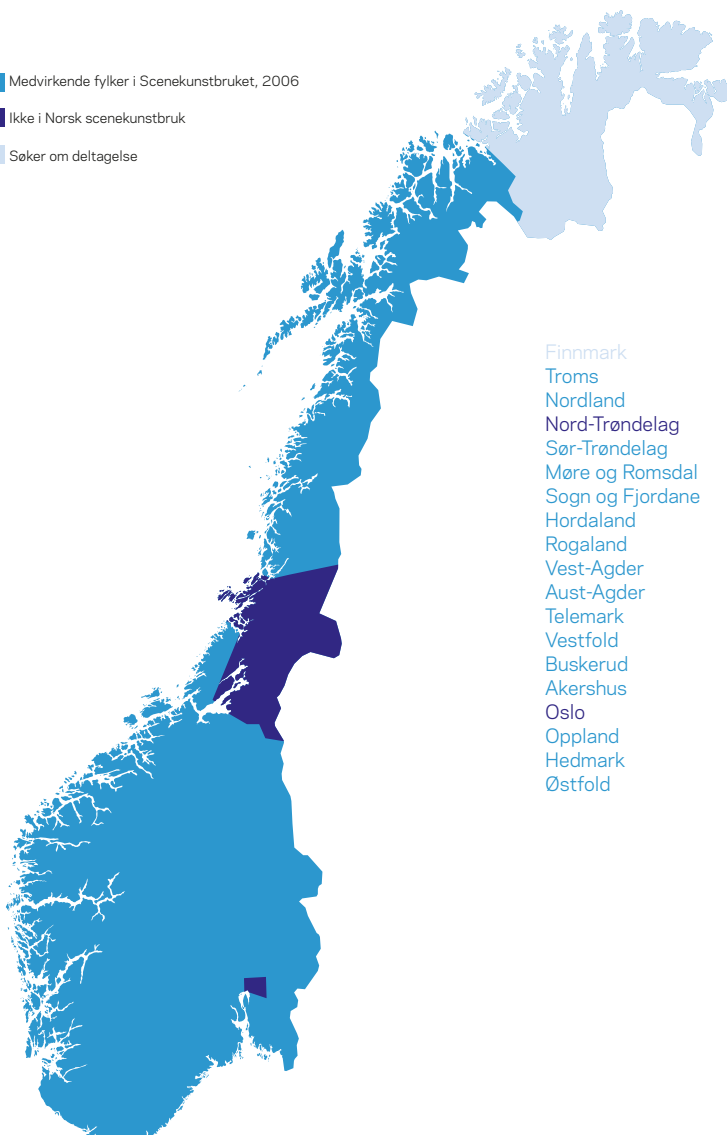 Medvirkende fylker i Scenekunstbruket, 2006
Ikke i Norsk scenekunstbruk
Søker om deltagelse
Finnmark
Troms
Nordland
Nord-Trøndelag
Sør-Trøndelag
Møre og Romsdal
Sogn og Fjordane
Hordaland
Rogaland
Vest-Agder
Aust-Agder
Telemark
Vestfold
Buskerud
Akershus
Oslo
Oppland
Hedmark
Østfold